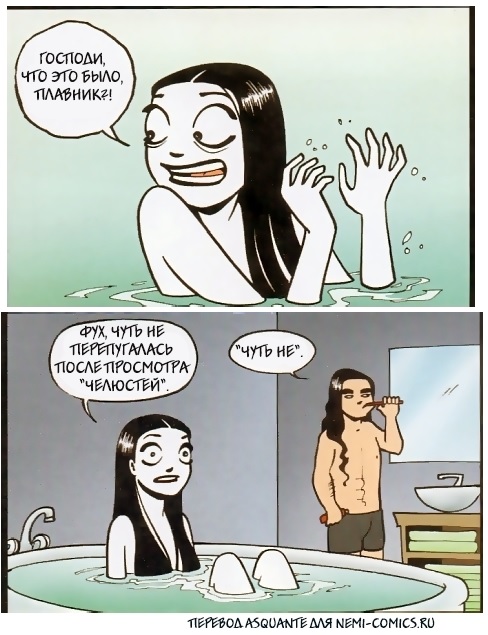 ГОСПОДИ,
ЧТО ЭТО БЫЛО,
ПЛАВНИК?!
ФУХ, ЧУТЬ НЕ
ПЕРЕПУГАЛАСЬ
ПОСЛЕ ПРОСМОТРА
"ЧЕЛЮСТЕЙ".
"ЧУТЬ НЕ".
ПЕРЕВОД ASQUANTE ДЛЯ NEMI-COMICS.RU